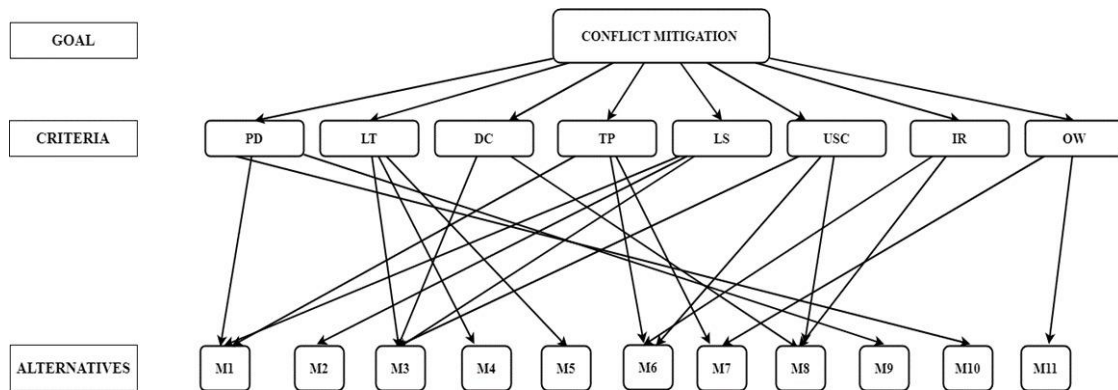 GOAL
CONFLICT MITIGATION
CRITERIA
PD
LT
DC
TP
LS
USC
IR
OW
ALTERNATIVES
M1
M2
M3
M4
M5
M6
M7
M8
M9
M10
M11